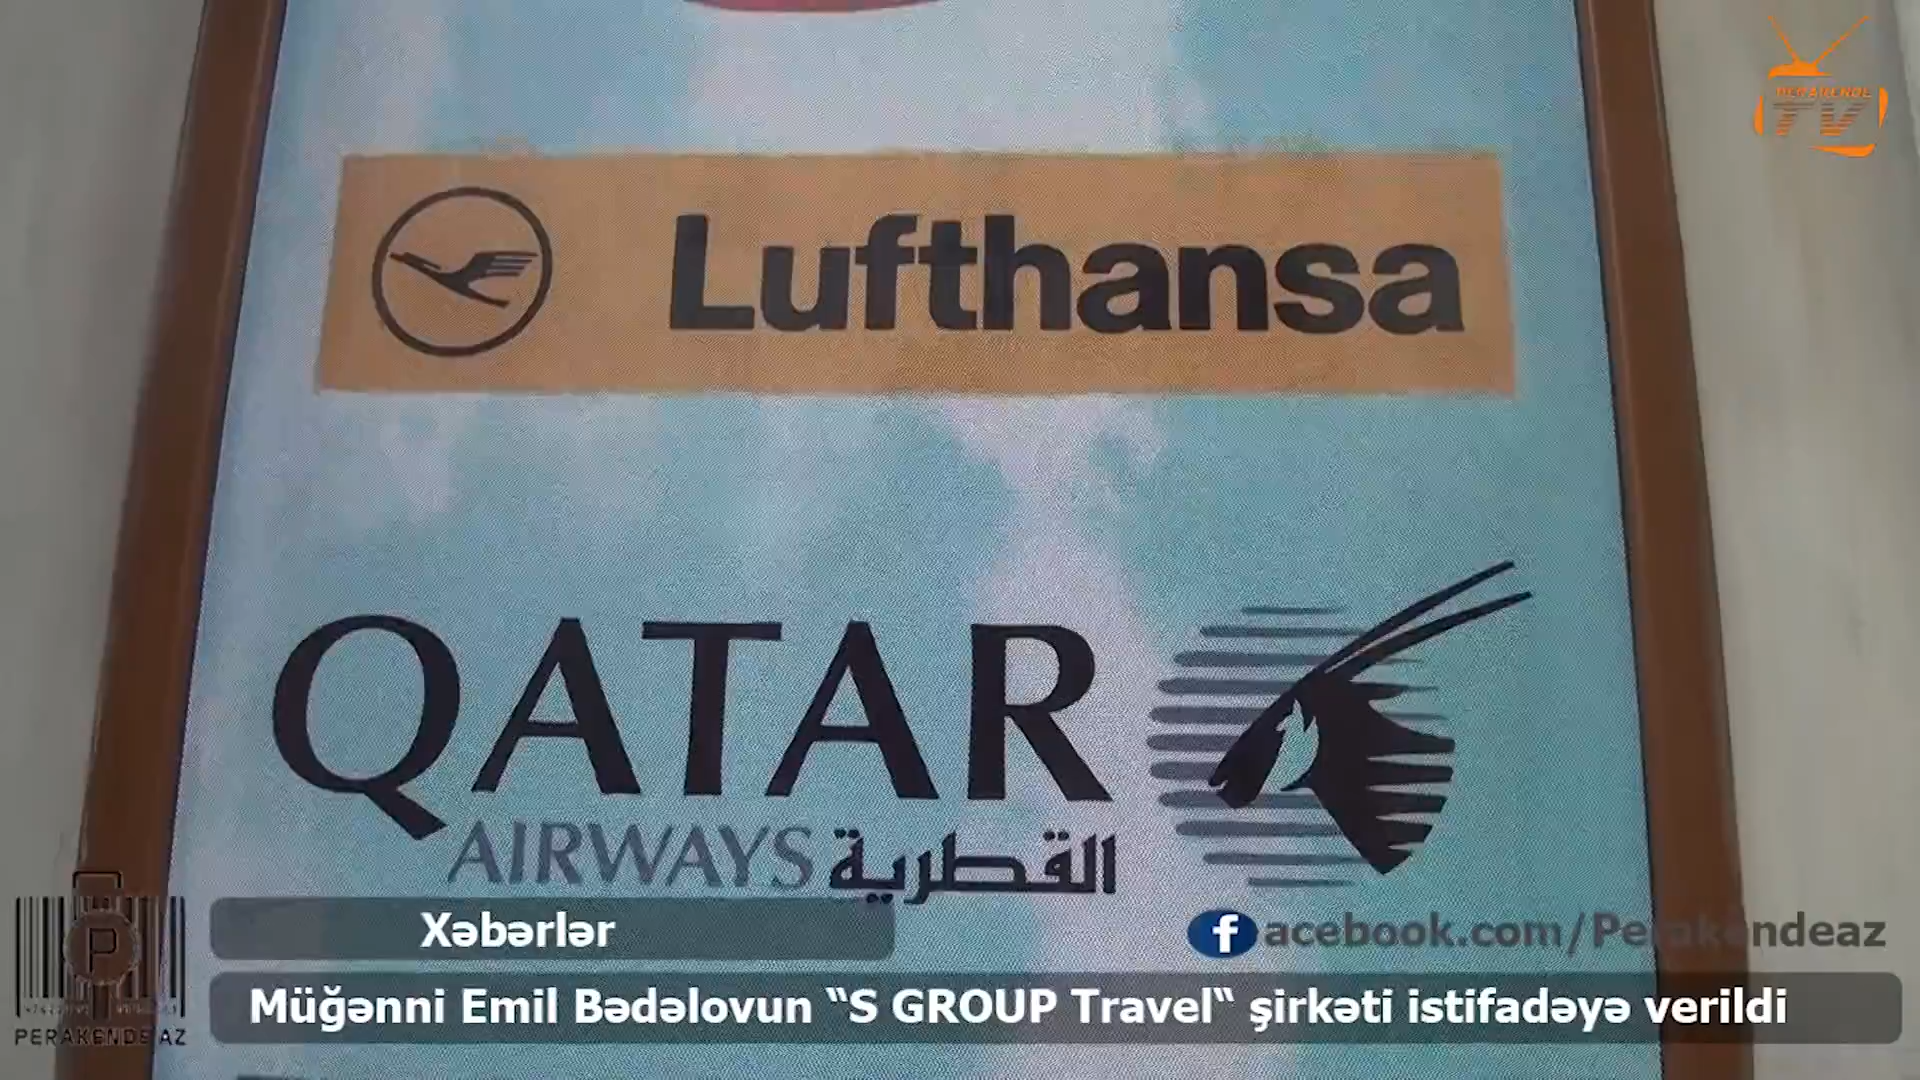 PERAKENDE
TV
Lufthansa
QATAR
AIRWAYS القطرية
Xəbərlər
facebook.com/Perakendeaz
Müğənni Emil Bədəlovun “S GROUP Travel“ şirkəti istifadəyə verildi
P
PERAKENDE AZ